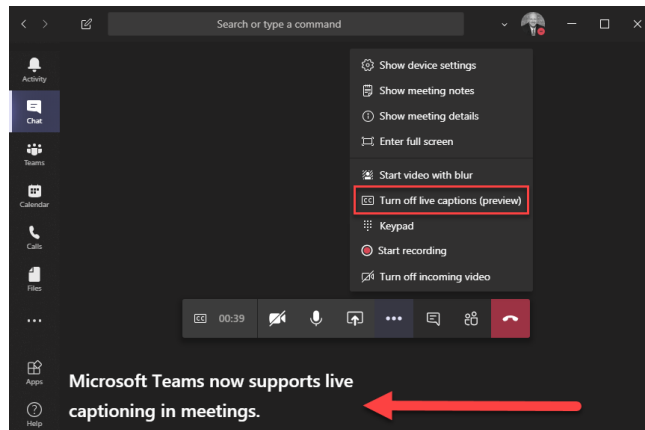 Search or type a command
Activity
Chat
Teams
Calendar
Calls
Files
Apps
Help
Show device settings
Show meeting notes
Show meeting details
Enter full screen
Start video with blur
CC Turn off live captions (preview)
Keypad
Start recording
Turn off incoming video
CC 00:39
Microsoft Teams now supports live
captioning in meetings.